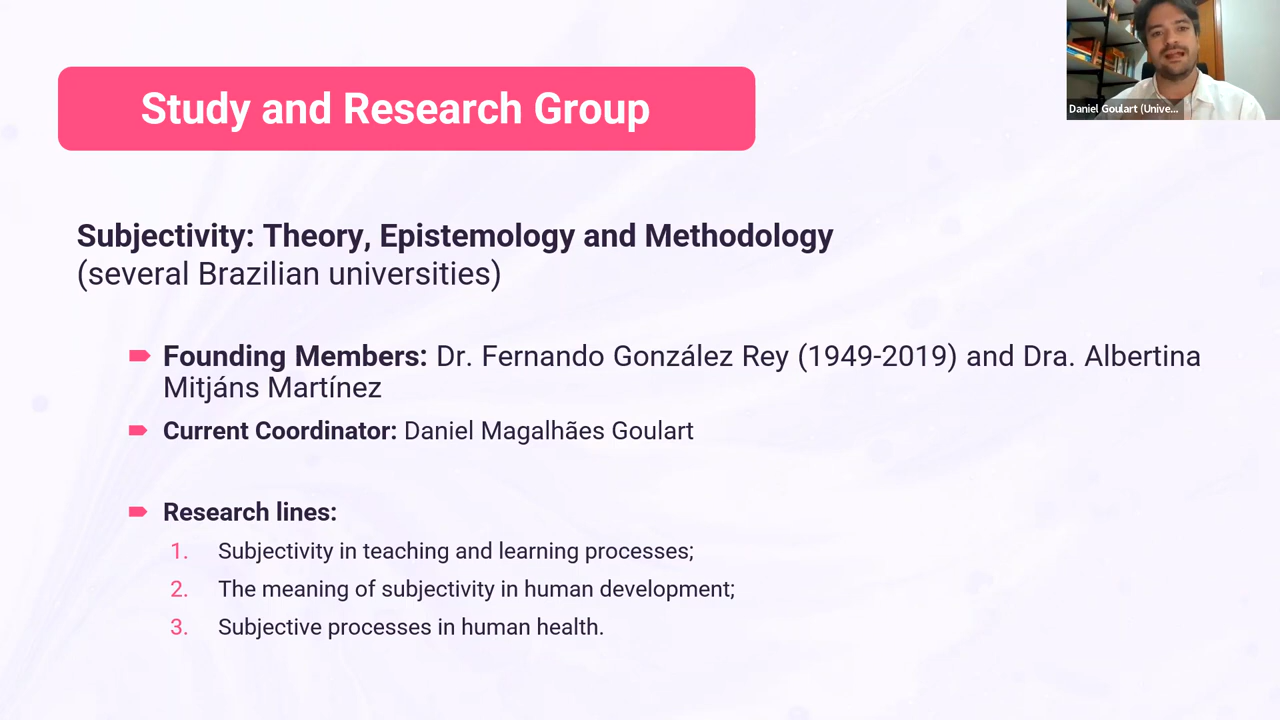 Study and Research Group
Daniel Goulart (Unive...
Subjectivity: Theory, Epistemology and Methodology
(several Brazilian universities)
Founding Members: Dr. Fernando González Rey (1949-2019) and Dra. Albertina
Mitjáns Martínez
Current Coordinator: Daniel Magalhães Goulart
Research lines:
1. Subjectivity in teaching and learning processes;
2. The meaning of subjectivity in human development;
3. Subjective processes in human health.